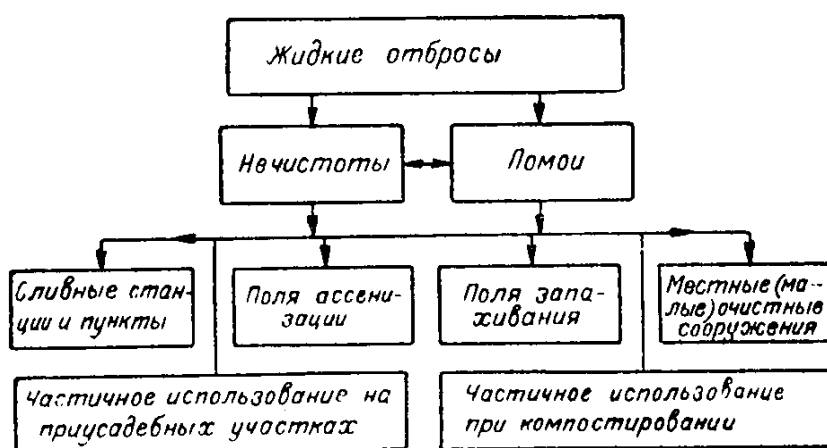 Жидкие отбросы
Нечистоты
Помои
Сливные стан-
ции и пункты
Поля ассени-
зации
Поля запа-
хивания
Местные (ма-
лые) очистные
сооружения
Частичное использование на
приусадебных участках
Частичное использование
при компостировании